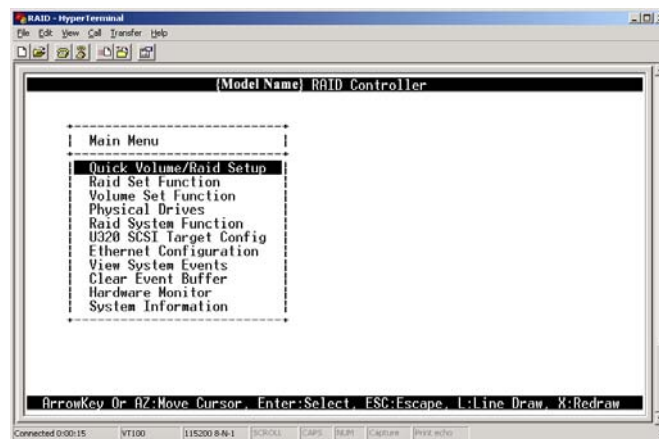 RAID - HyperTerminal
File Edit View Call Transfer Help
{Model Name} RAID Controller
Main Menu
Quick Volume/Raid Setup
Raid Set Function
Volume Set Function
Physical Drives
Raid System Function
U320 SCSI Target Config
Ethernet Configuration
View System Events
Clear Event Buffer
Hardware Monitor
System Information
ArrowKey Or AZ:Move Cursor, Enter:Select, ESC:Escape, L:Line Draw, X:Redraw
Connected 0:00:15 VT100 115200 8-N-1 SCROLL CAPS NUM Capture Print echo